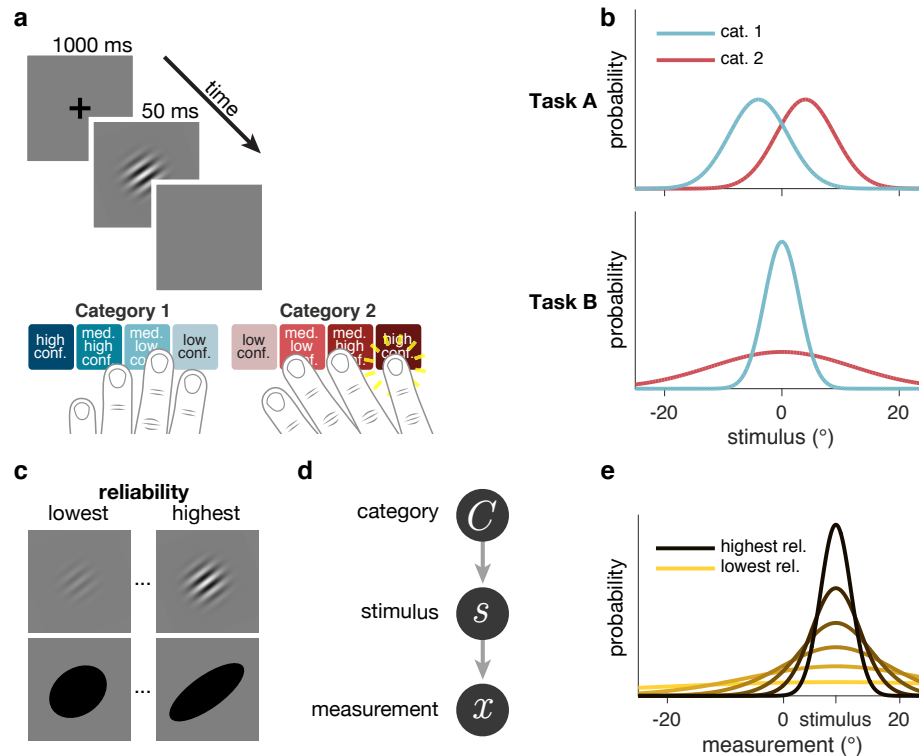 a
1000 ms
50 ms
time
Category 1
Category 2
high conf.
med. high conf.
med. low co
low conf.
low conf.
med. low onf.
med. high conf.
high conf.
b
Task A
probability
cat. 1
cat. 2
Task B
probability
-20 0 20
stimulus (°)
c
reliability
lowest highest
...
...
d
category
C
stimulus
s
measurement
x
e
probability
highest rel.
lowest rel.
-20 0 stimulus 20
measurement (°)